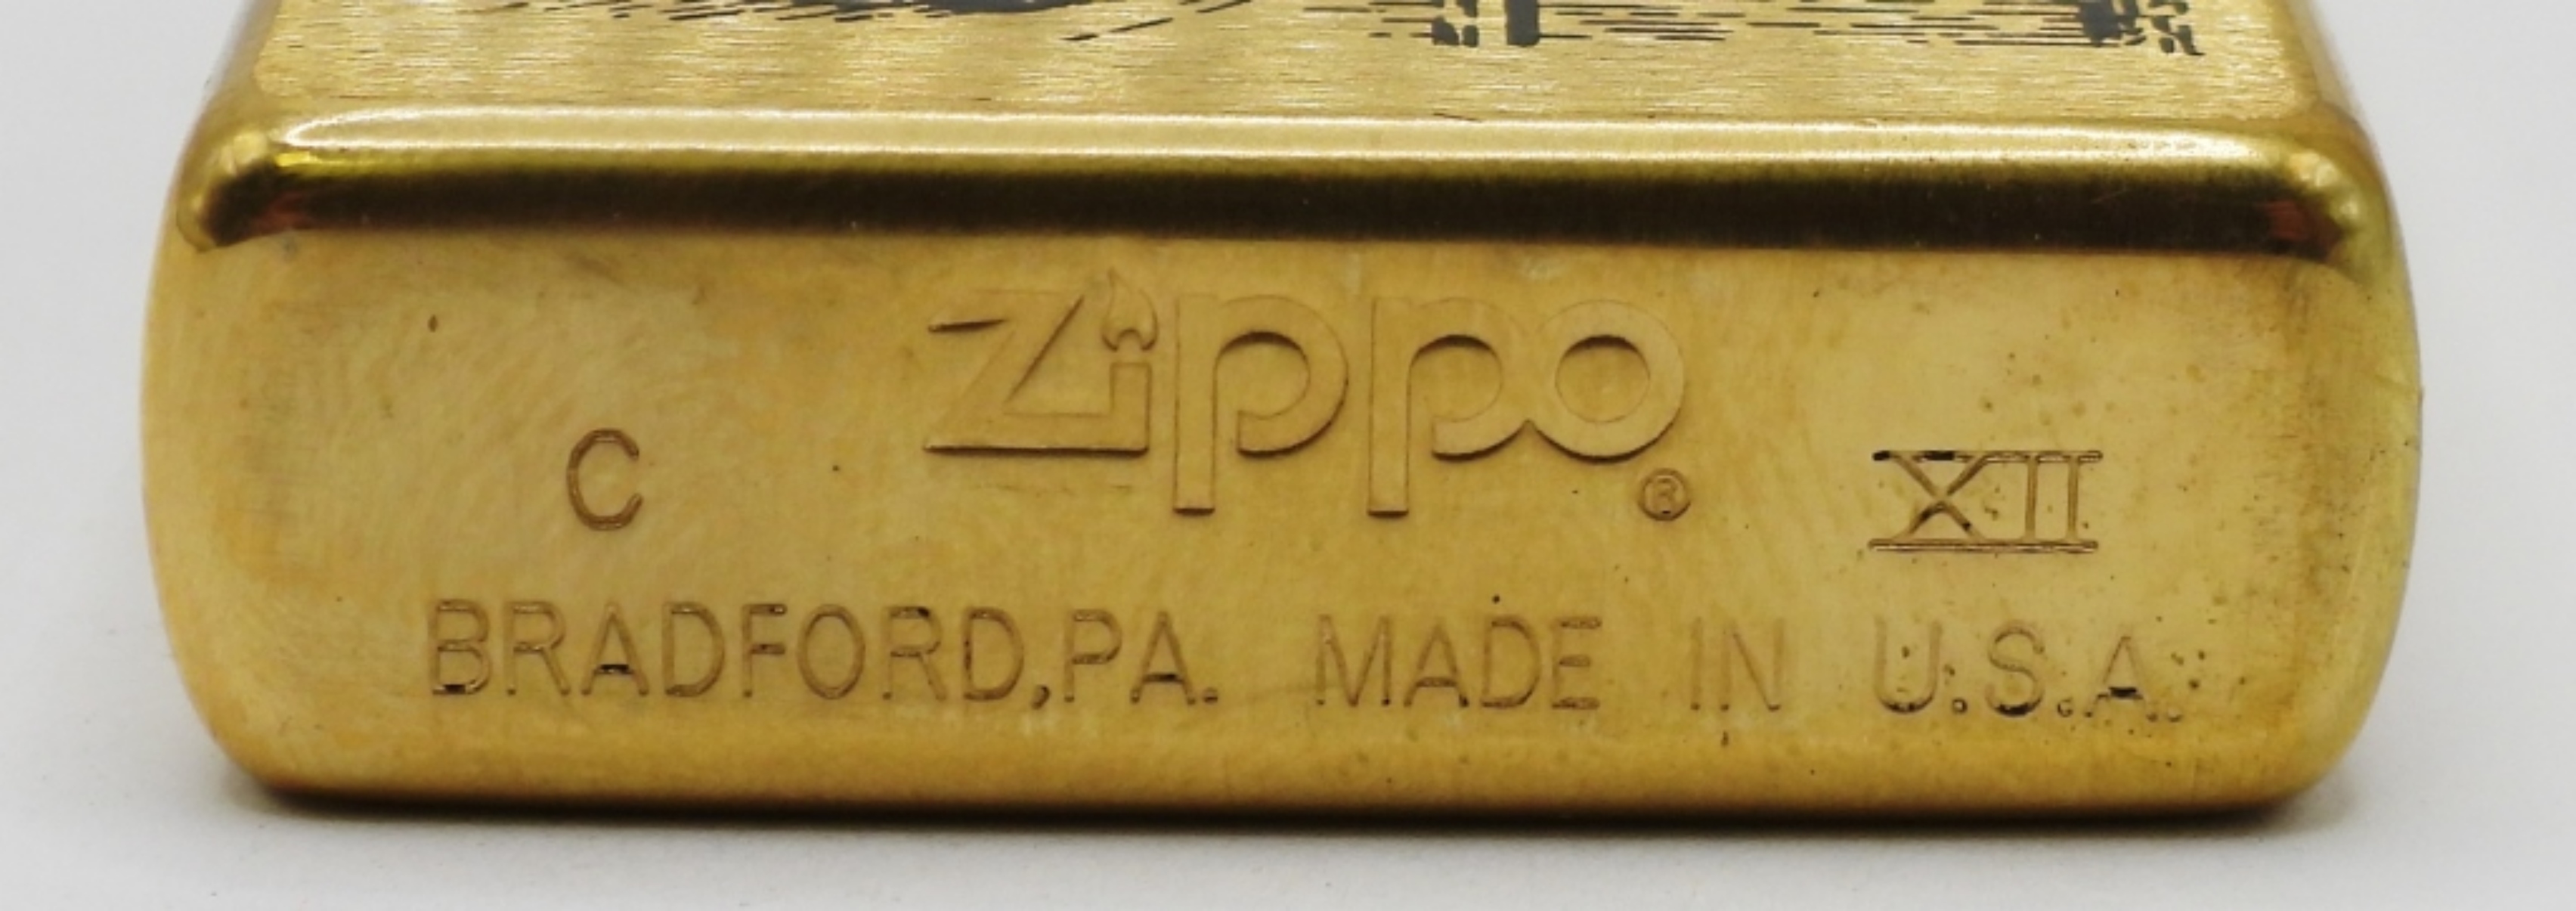 Zippo®
C XII
BRADFORD,PA. MADE IN U.S.A.